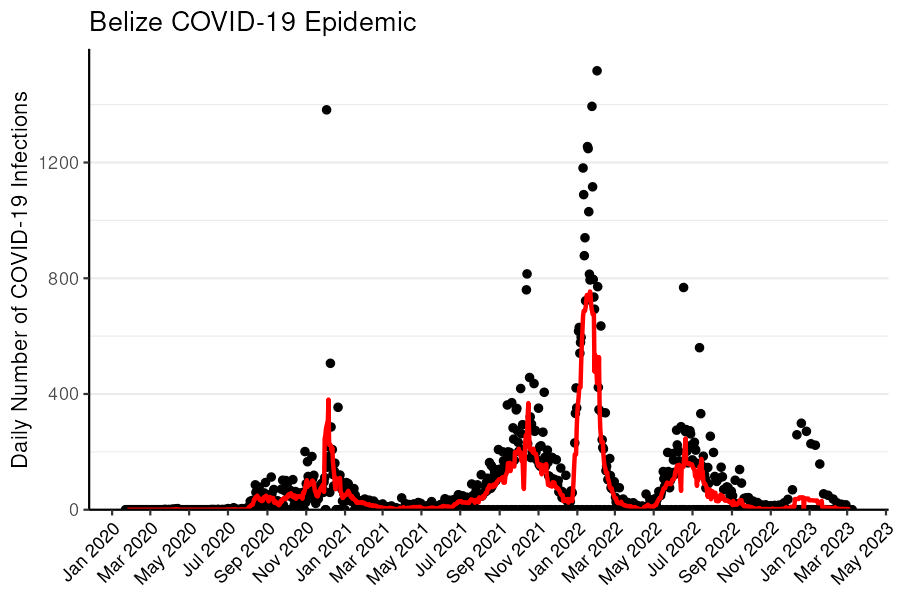 Belize COVID-19 Epidemic
Daily Number of COVID-19 Infections
1200
800
400
0
Jan 2020
Mar 2020
May 2020
Jul 2020
Sep 2020
Nov 2020
Jan 2021
Mar 2021
May 2021
Jul 2021
Sep 2021
Nov 2021
Jan 2022
Mar 2022
May 2022
Jul 2022
Sep 2022
Nov 2022
Jan 2023
Mar 2023
May 2023